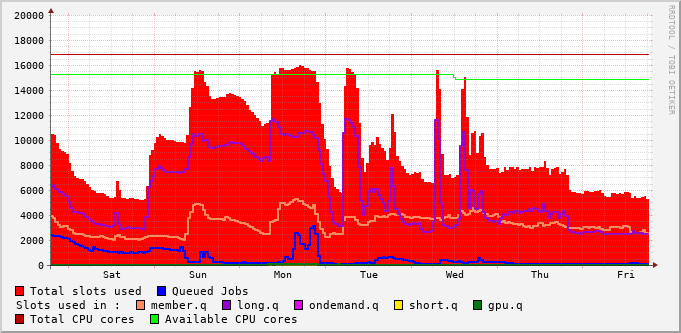 RRDTOOL / TOBI OETIKER
20000
18000
16000
14000
12000
10000
8000
6000
4000
2000
0
Sat Sun Mon Tue Wed Thu Fri
Total slots used Queued Jobs
Slots used in : member.q long.q ondemand.q short.q gpu.q
Total CPU cores Available CPU cores